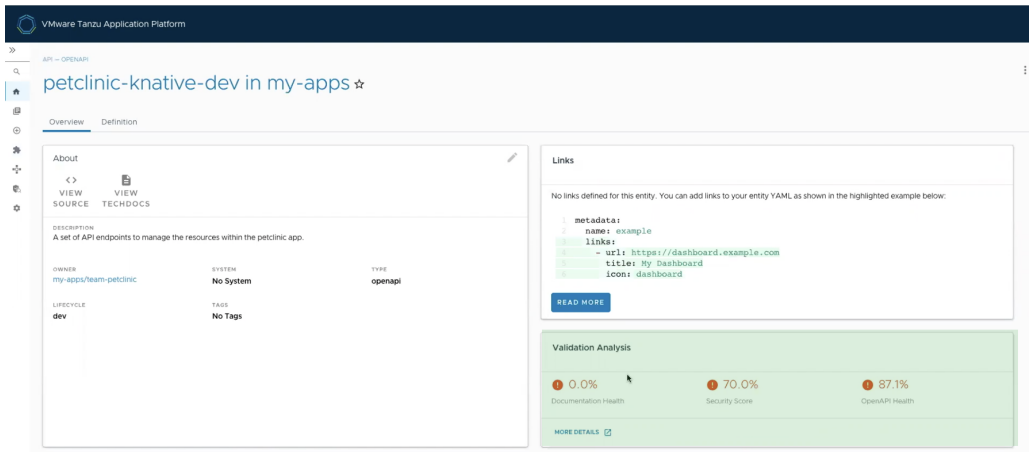 VMware Tanzu Application Platform
API — OPENAPI
petclinic-knative-dev in my-apps
Overview Definition
About
VIEW SOURCE
VIEW TECHDOCS
DESCRIPTION
A set of API endpoints to manage the resources within the petclinic app.
OWNER
my-apps/team-petclinic
SYSTEM
No System
TYPE
openapi
LIFECYCLE
dev
TAGS
No Tags
Links
No links defined for this entity. You can add links to your entity YAML as shown in the highlighted example below:
1 metadata:
2 name: example
3 links:
4 - url: https://dashboard.example.com
5 title: My Dashboard
6 icon: dashboard
READ MORE
Validation Analysis
0.0%
Documentation Health
70.0%
Security Score
87.1%
OpenAPI Health
MORE DETAILS